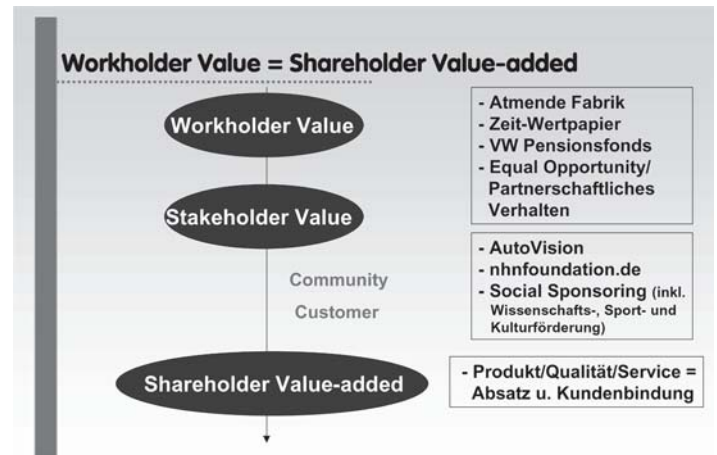 Workholder Value = Shareholder Value-added
Workholder Value
- Atmende Fabrik
- Zeit-Wertpapier
- VW Pensionsfonds
- Equal Opportunity/
Partnerschaftliches
Verhalten
Stakeholder Value
- AutoVision
- nhnfoundation.de
- Social Sponsoring (inkl.
Wissenschafts-, Sport- und
Kulturförderung)
Community
Customer
Shareholder Value-added
- Produkt/Qualität/Service =
Absatz u. Kundenbindung